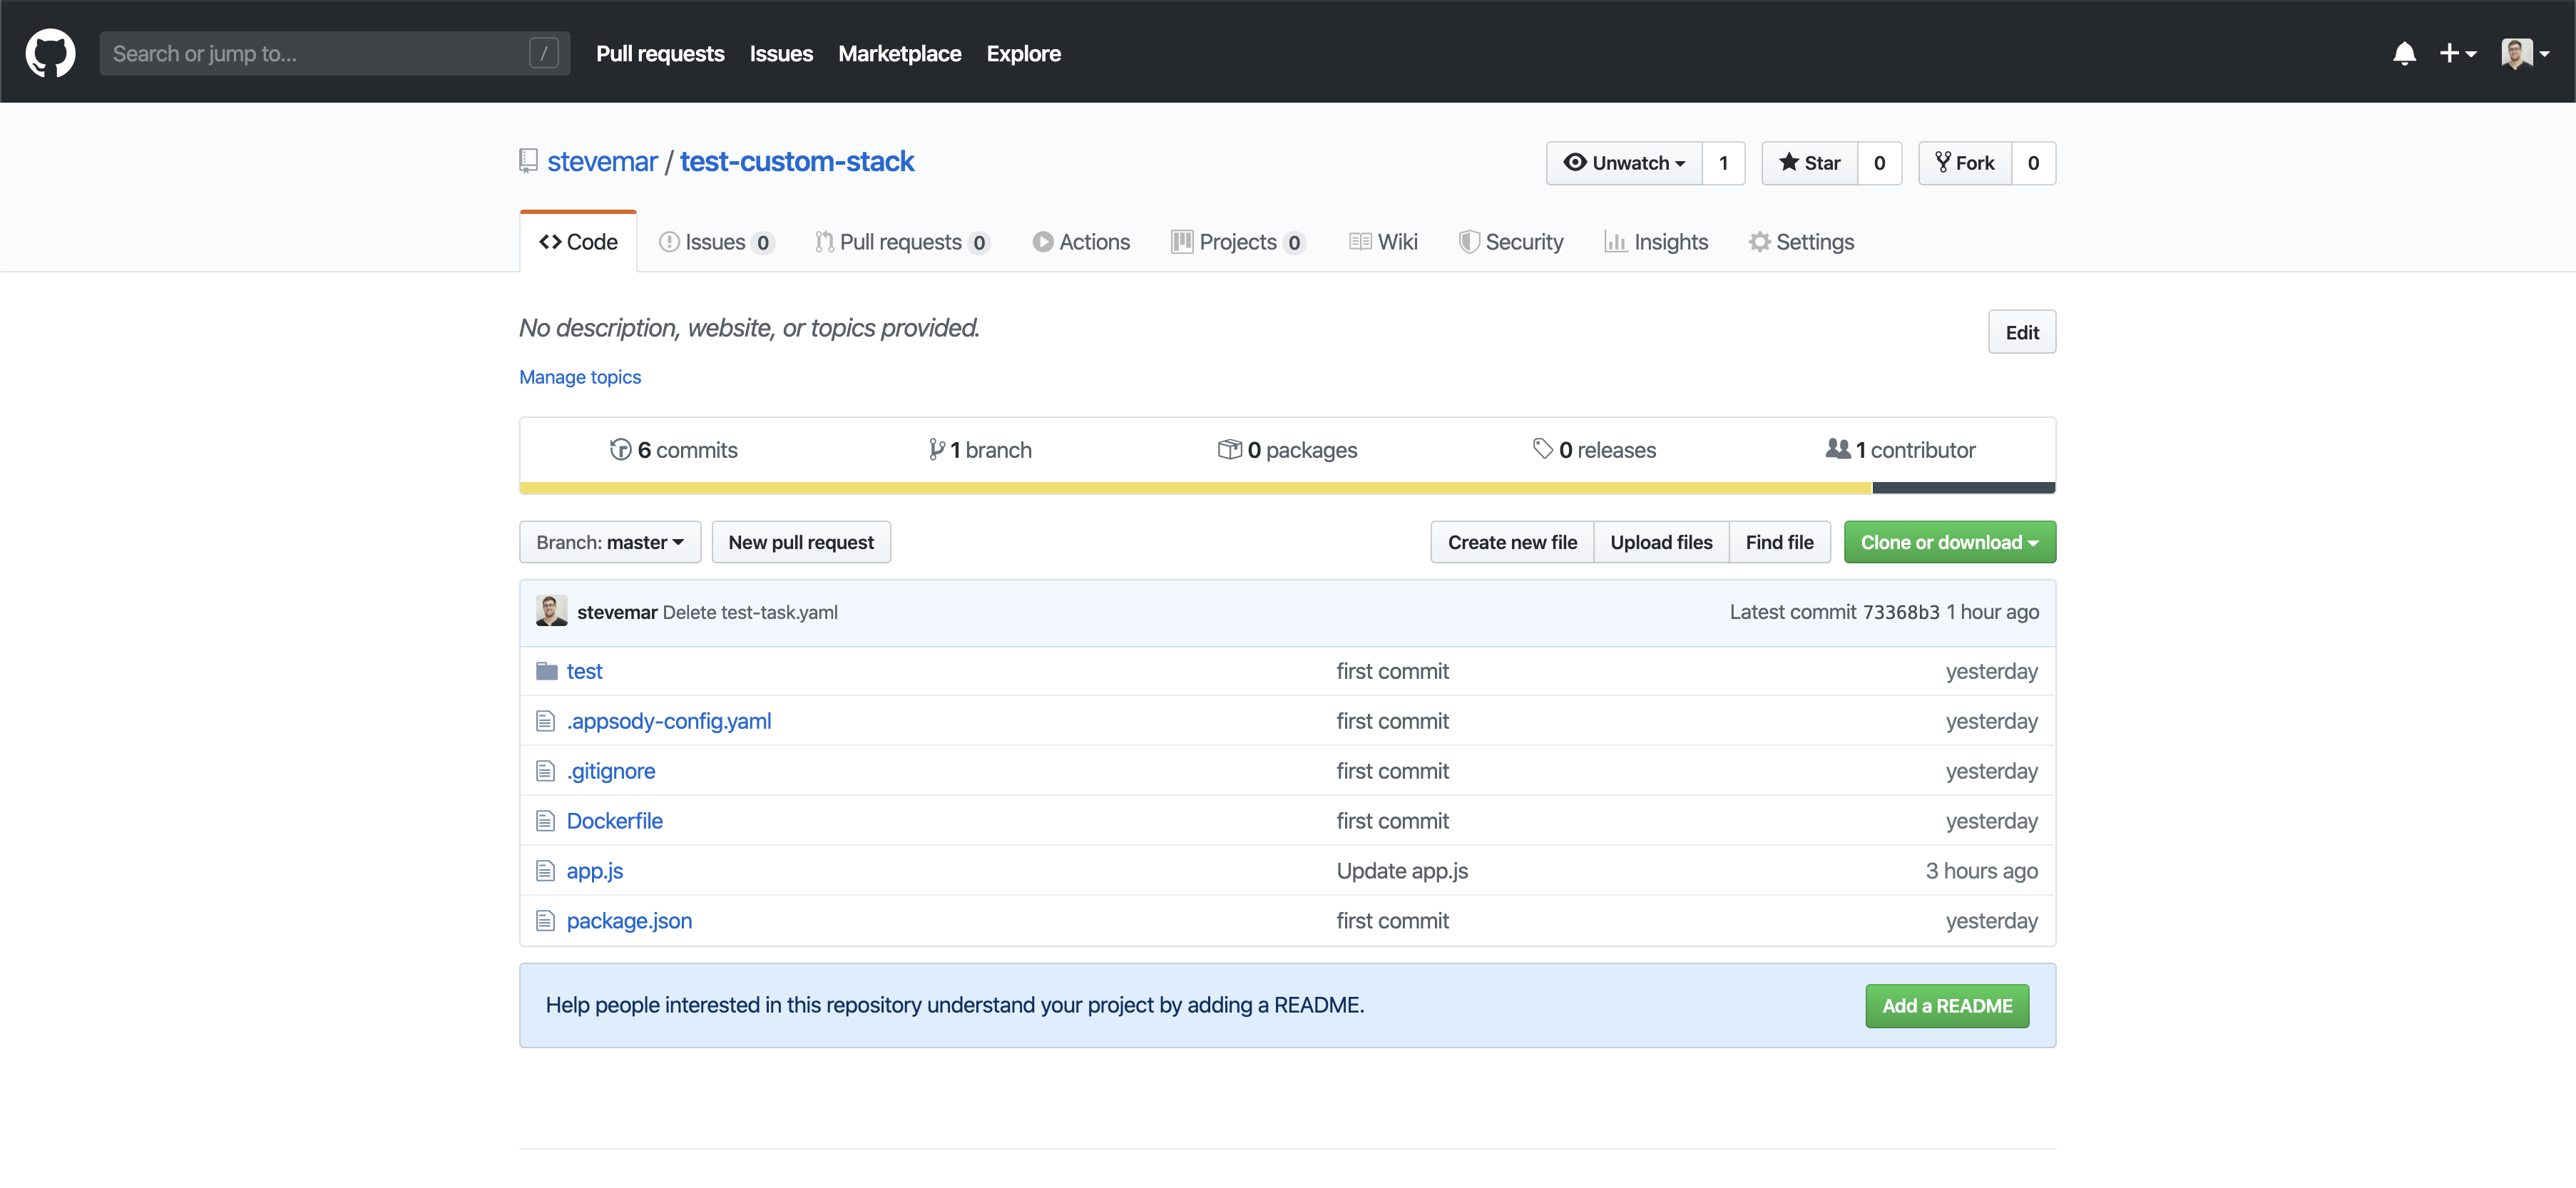 Search or jump to... / Pull requests Issues Marketplace Explore
stevemar / test-custom-stack Unwatch 1 Star 0 Fork 0
Code Issues 0 Pull requests 0 Actions Projects 0 Wiki Security Insights Settings
No description, website, or topics provided. Edit
Manage topics
6 commits 1 branch 0 packages 0 releases 1 contributor
Branch: master New pull request Create new file Upload files Find file Clone or download
stevemar Delete test-task.yaml Latest commit 73368b3 1 hour ago
test first commit yesterday
.appsody-config.yaml first commit yesterday
.gitignore first commit yesterday
Dockerfile first commit yesterday
app.js Update app.js 3 hours ago
package.json first commit yesterday
Help people interested in this repository understand your project by adding a README. Add a README